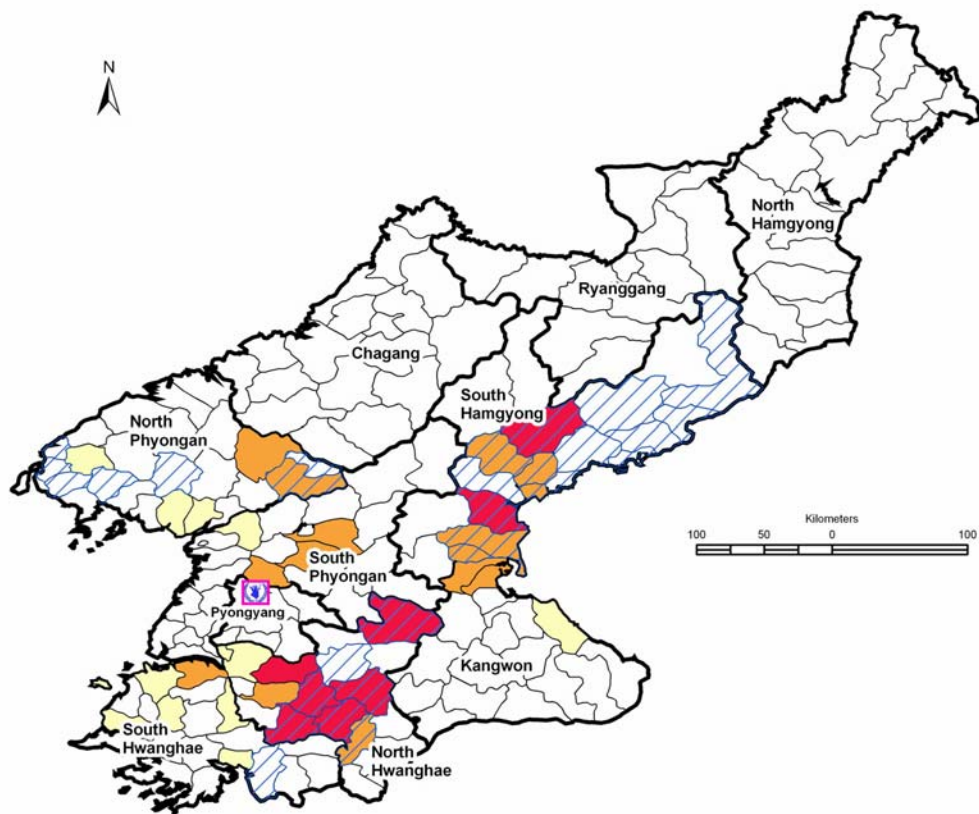 N
North
Hamgyong
Ryanggang
Chagang
South
Hamgyong
North
Phyongan
Kilometers
100 50 0 100
South
Phyongan
Pyongyang
Kangwon
South
Hwanghae
North
Hwanghae